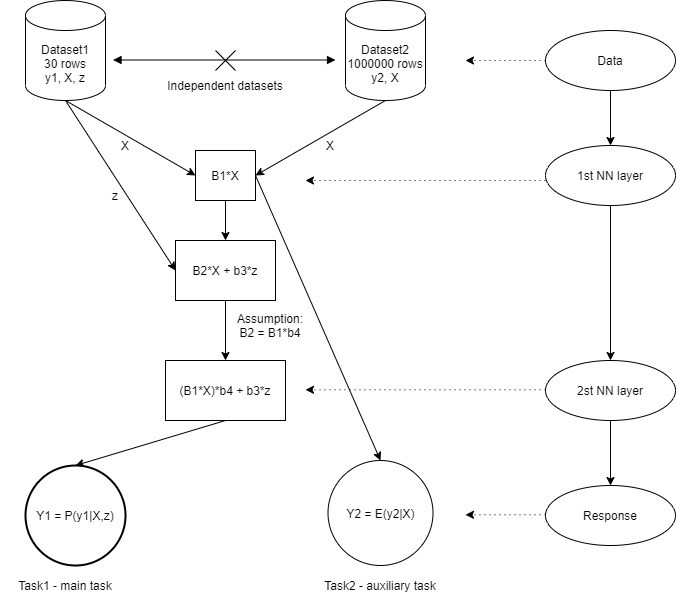 Dataset1
30 rows
y1, X, z
Dataset2
1000000 rows
y2, X
Independent datasets
Data
X
X
z
B1*X
1st NN layer
B2*X + b3*z
Assumption:
B2 = B1*b4
(B1*X)*b4 + b3*z
2st NN layer
Y1 = P(y1|X,z)
Y2 = E(y2|X)
Response
Task1 - main task
Task2 - auxiliary task